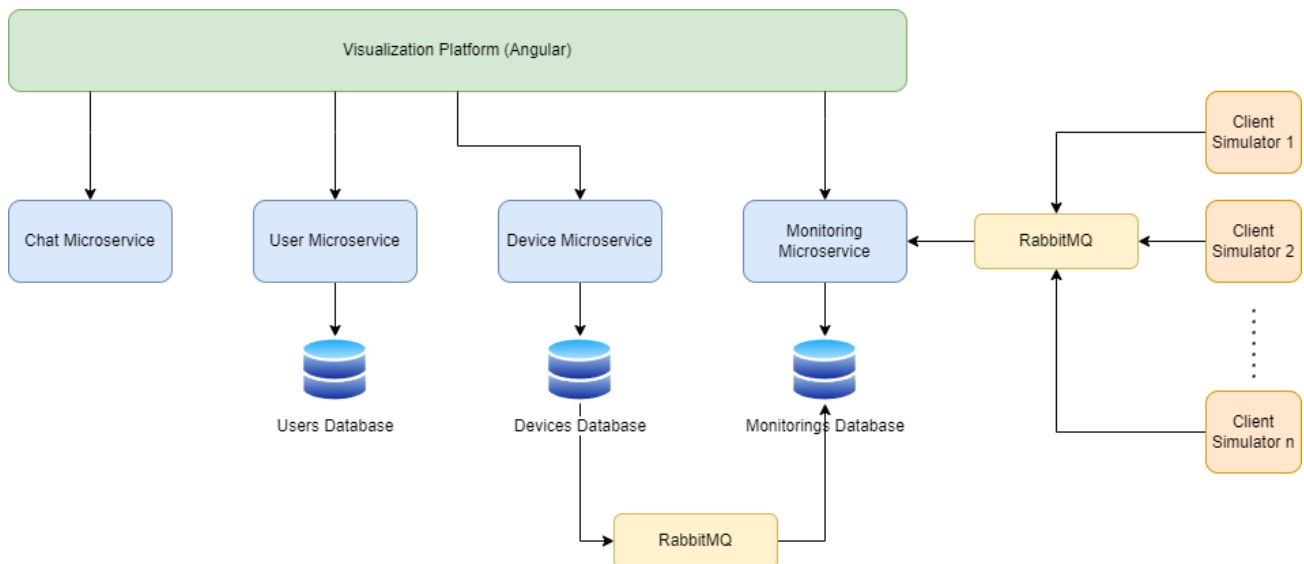 Visualization Platform (Angular)
Client
Simulator 1
Chat Microservice
User Microservice
Device Microservice
Monitoring
Microservice
RabbitMQ
Client
Simulator 2
Users Database
Devices Database
Monitorings Database
Client
Simulator n
RabbitMQ